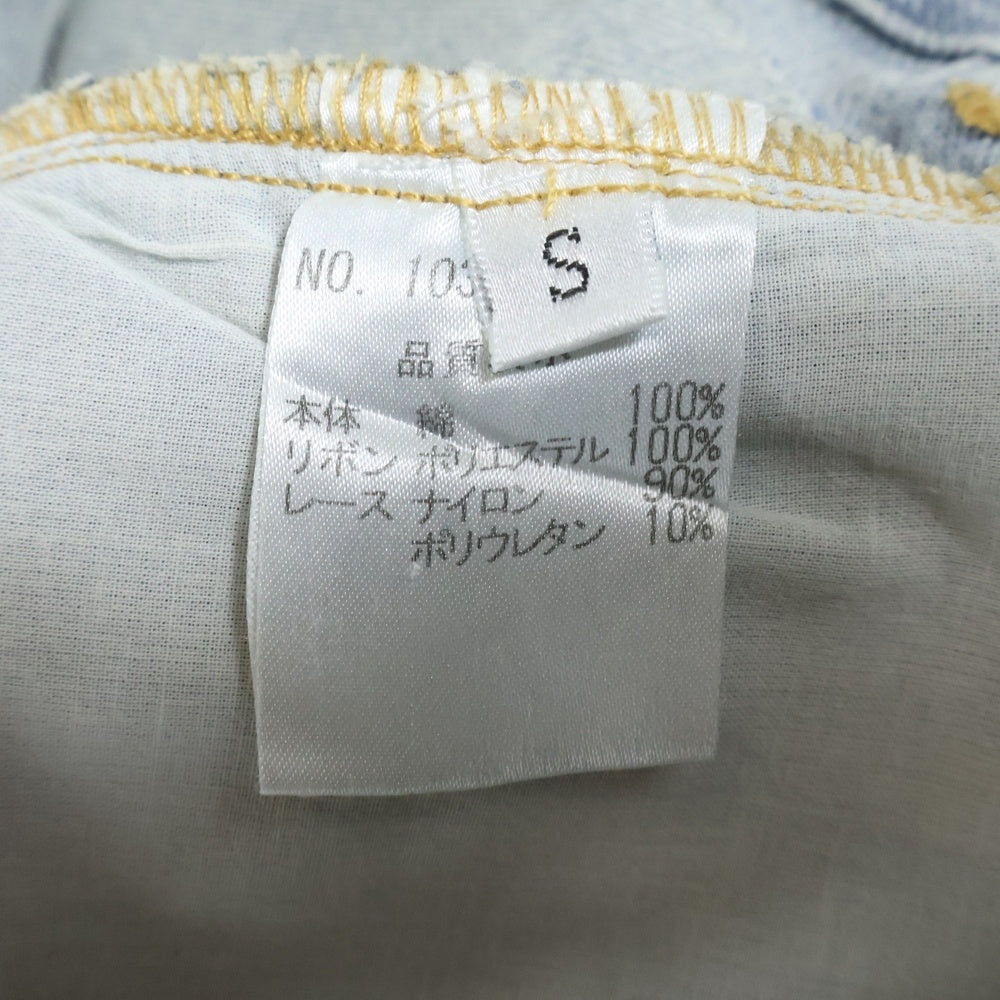 NO. 103
S
品質
本体 綿 100%
リボン ポリエステル 100%
レース ナイロン 90%
ポリウレタン 10%